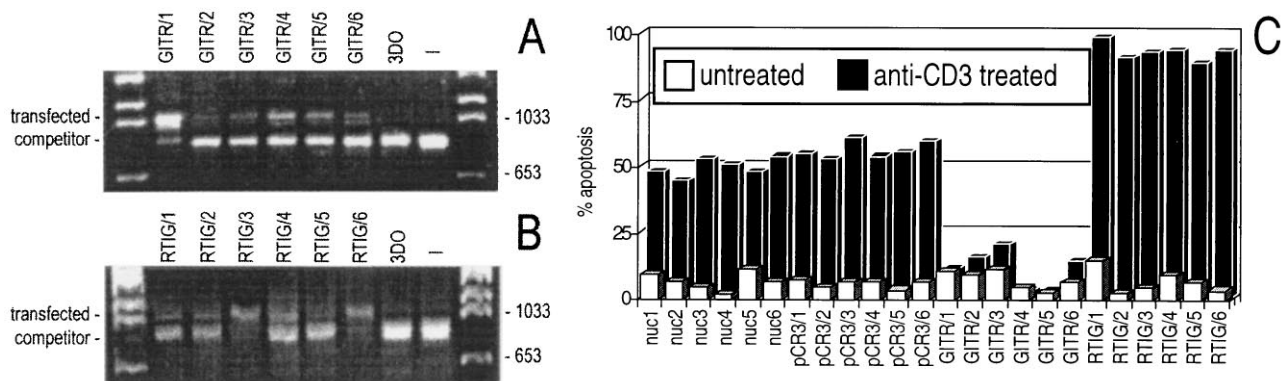 A
GITR/1
GITR/2
GITR/3
GITR/4
GITR/5
GITR/6
3DO
—
transfected -
competitor -
- 1033
- 653
B
RTIG/1
RTIG/2
RTIG/3
RTIG/4
RTIG/5
RTIG/6
3DO
—
transfected -
competitor -
- 1033
- 653
C
% apoptosis
100
75
50
25
0
untreated
anti-CD3 treated
nuc1
nuc2
nuc3
nuc4
nuc5
nuc6
pCR3/1
pCR3/2
pCR3/3
pCR3/4
pCR3/5
pCR3/6
GITR/1
GITR/2
GITR/3
GITR/4
GITR/5
GITR/6
RTIG/1
RTIG/2
RTIG/3
RTIG/4
RTIG/5
RTIG/6